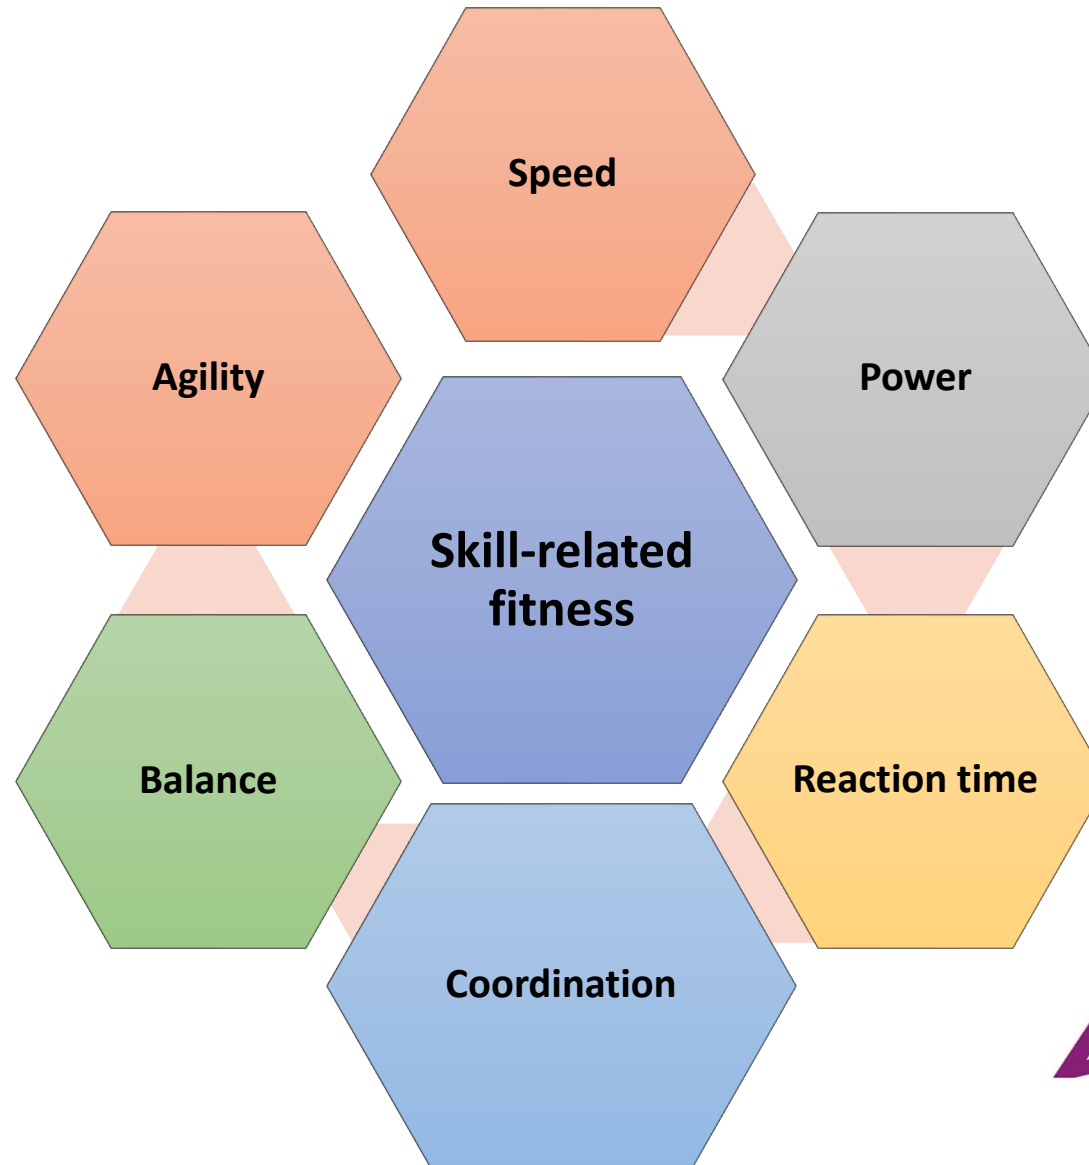 Speed
Agility
Power
Skill-related
fitness
Balance
Reaction time
Coordination